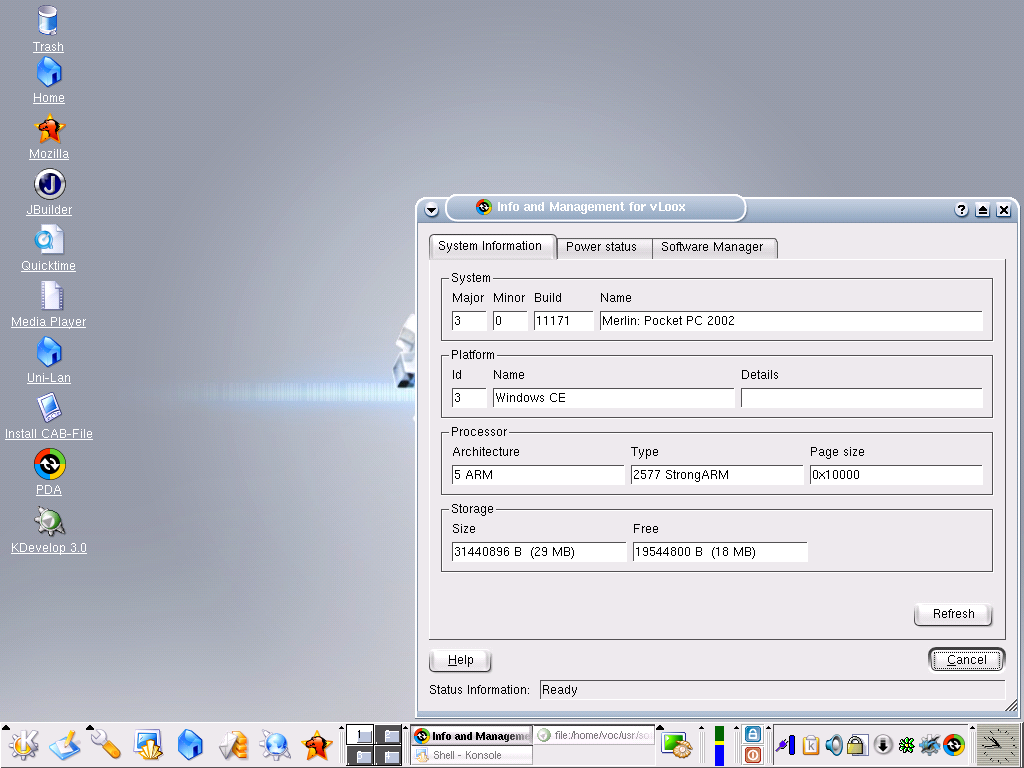 Trash
Home
Mozilla
JBuilder
Quicktime
Media Player
Uni-Lan
Install CAB-File
PDA
KDevelop 3.0
Info and Management for vLoox
System Information
Power status
Software Manager
System
Major Minor Build Name
3 0 11171 Merlin: Pocket PC 2002
Platform
Id Name Details
3 Windows CE
Processor
Architecture Type Page size
5 ARM 2577 StrongARM 0x10000
Storage
Size Free
31440896 B (29 MB) 19544800 B (18 MB)
Refresh
Help
Cancel
Status Information: Ready
1
Info and Manageme
file:/home/voc/usr/so
Shell - Konsole